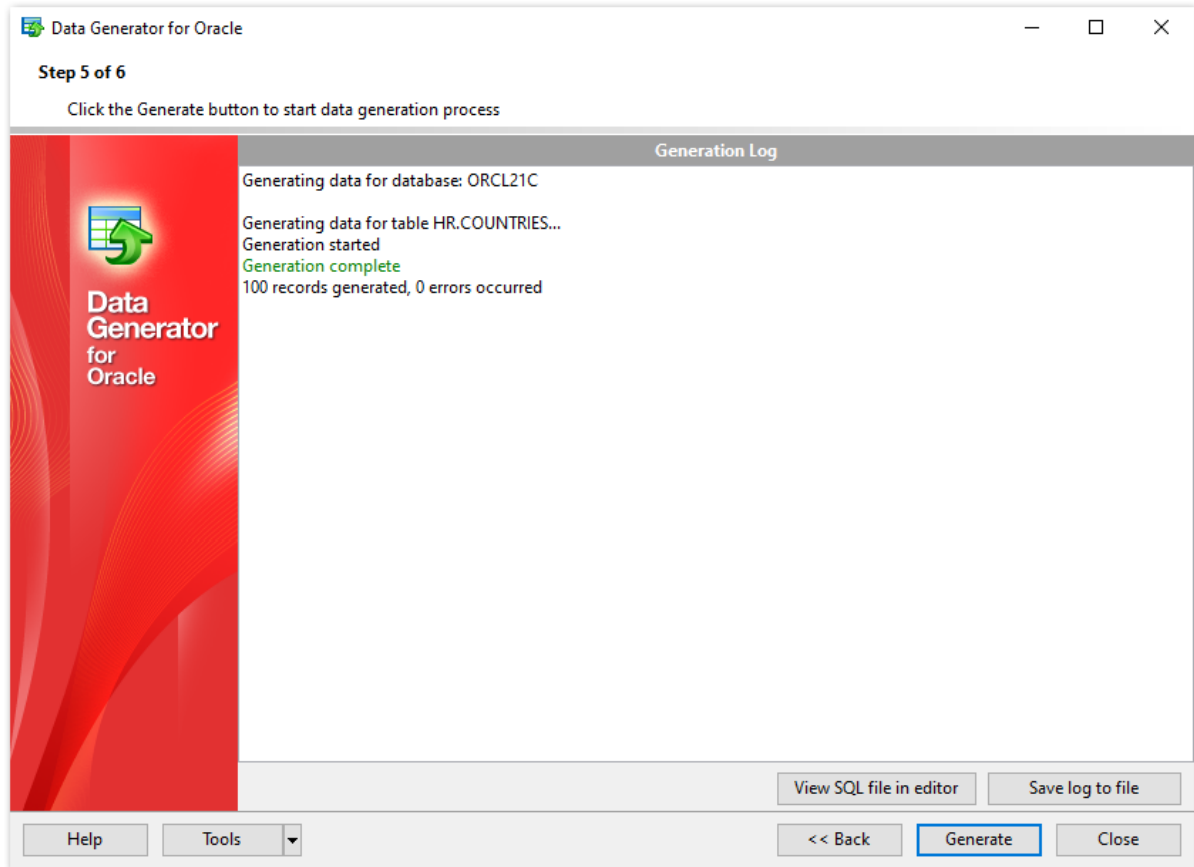 Data Generator for Oracle
Step 5 of 6
Click the Generate button to start data generation process
Generation Log
Data
Generator
for
Oracle
Generating data for database: ORCL21C
Generating data for table HR.COUNTRIES...
Generation started
Generation complete
100 records generated, 0 errors occurred
View SQL file in editor
Save log to file
Help
Tools
<< Back
Generate
Close